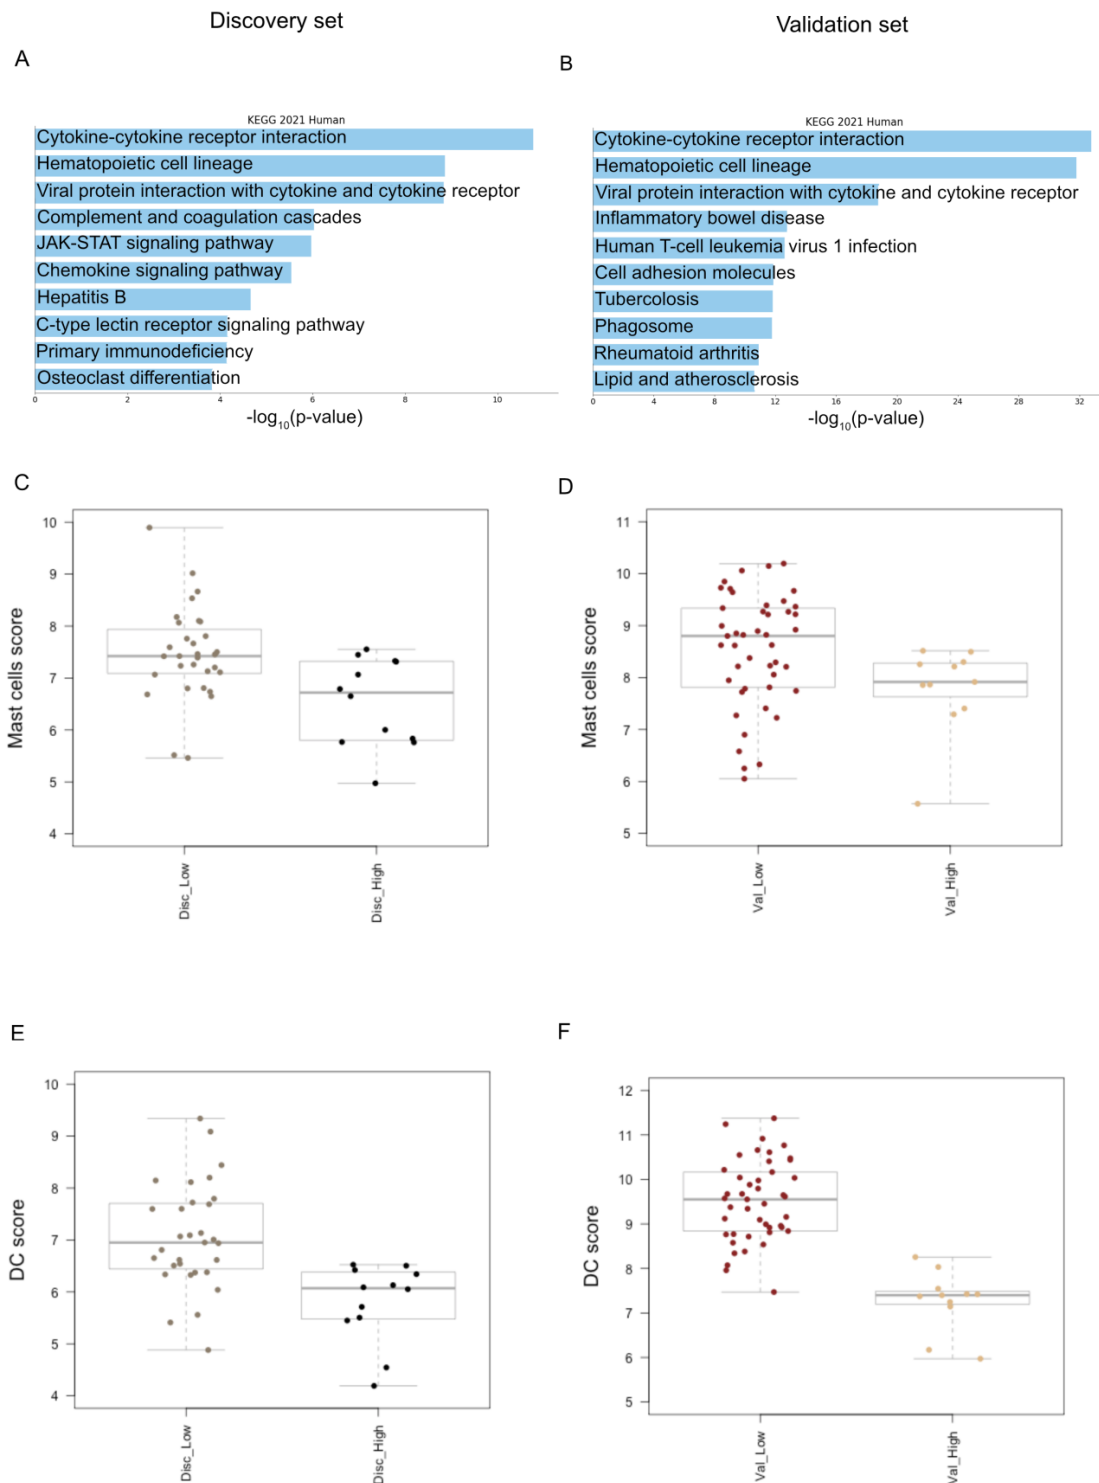 Discovery set
Validation set
A
B
KEGG 2021 Human
Cytokine-cytokine receptor interaction
Hematopoietic cell lineage
Viral protein interaction with cytokine and cytokine receptor
Complement and coagulation cascades
JAK-STAT signaling pathway
Chemokine signaling pathway
Hepatitis B
C-type lectin receptor signaling pathway
Primary immunodeficiency
Osteoclast differentiation
0 2 4 6 8 10
-log10(p-value)
KEGG 2021 Human
Cytokine-cytokine receptor interaction
Hematopoietic cell lineage
Viral protein interaction with cytokine and cytokine receptor
Inflammatory bowel disease
Human T-cell leukemia virus 1 infection
Cell adhesion molecules
Tubercolosis
Phagosome
Rheumatoid arthritis
Lipid and atherosclerosis
0 4 8 12 16 20 24 28 32
-log10(p-value)
C
10
9
8
7
6
5
4
Mast cells score
Disc_Low
Disc_High
D
11
10
9
8
7
6
5
Mast cells score
Val_Low
Val_High
E
10
9
8
7
6
5
4
DC score
Disc_Low
Disc_High
F
12
11
10
9
8
7
6
5
DC score
Val_Low
Val_High